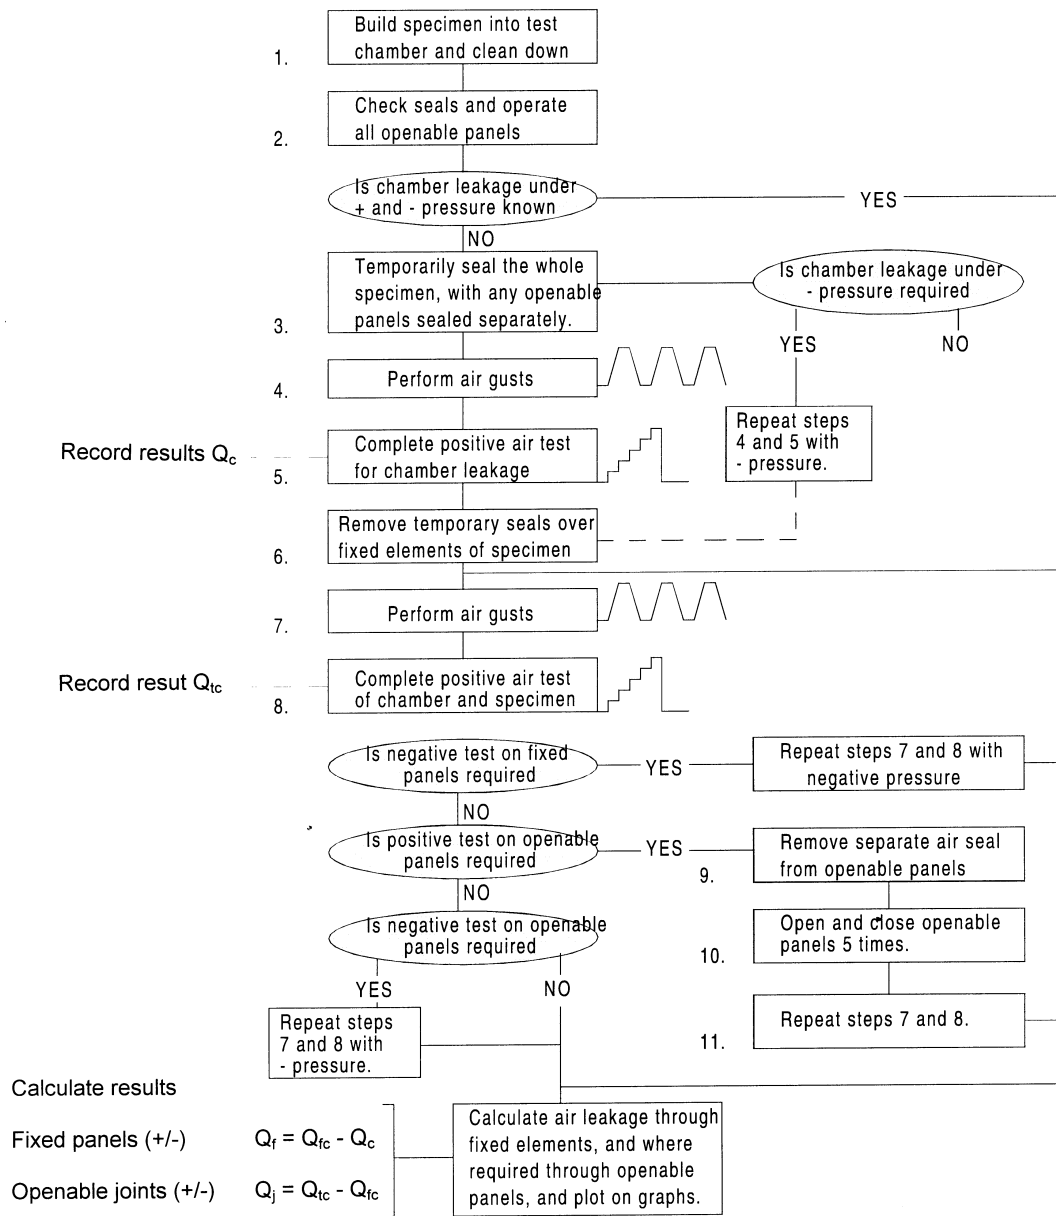 Build specimen into test
chamber and clean down
1.
Check seals and operate
all openable panels
2.
Is chamber leakage under
+ and - pressure known
YES
NO
Temporarily seal the whole
specimen, with any openable
panels sealed separately.
3.
Is chamber leakage under
- pressure required
YES
NO
Perform air gusts
4.
Repeat steps
4 and 5 with
- pressure.
Record results Qc
Complete positive air test
for chamber leakage
5.
Remove temporary seals over
fixed elements of specimen
6.
Perform air gusts
7.
Record resut Qtc
Complete positive air test
of chamber and specimen
8.
Is negative test on fixed
panels required
YES
Repeat steps 7 and 8 with
negative pressure
NO
Is positive test on openable
panels required
YES
Remove separate air seal
from openable panels
9.
NO
Is negative test on openable
panels required
Open and close openable
panels 5 times.
10.
YES
NO
Repeat steps
7 and 8 with
- pressure.
Repeat steps 7 and 8.
11.
Calculate results
Fixed panels (+/-) Qf = Qfc - Qc
Openable joints (+/-) Qj = Qtc - Qfc
Calculate air leakage through
fixed elements, and where
required through openable
panels, and plot on graphs.